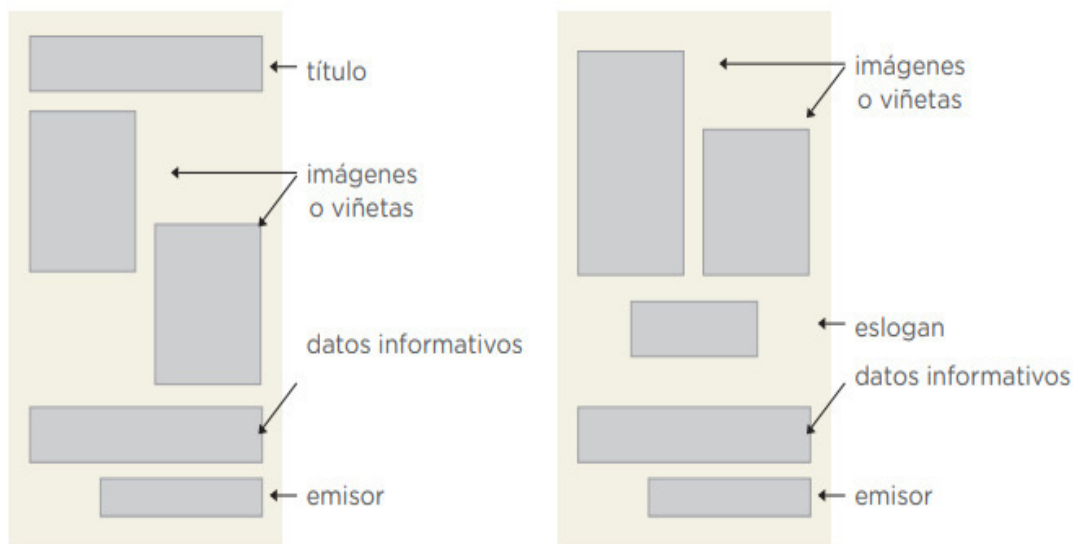 título
imágenes
o viñetas
datos informativos
emisor
imágenes
o viñetas
eslogan
datos informativos
emisor